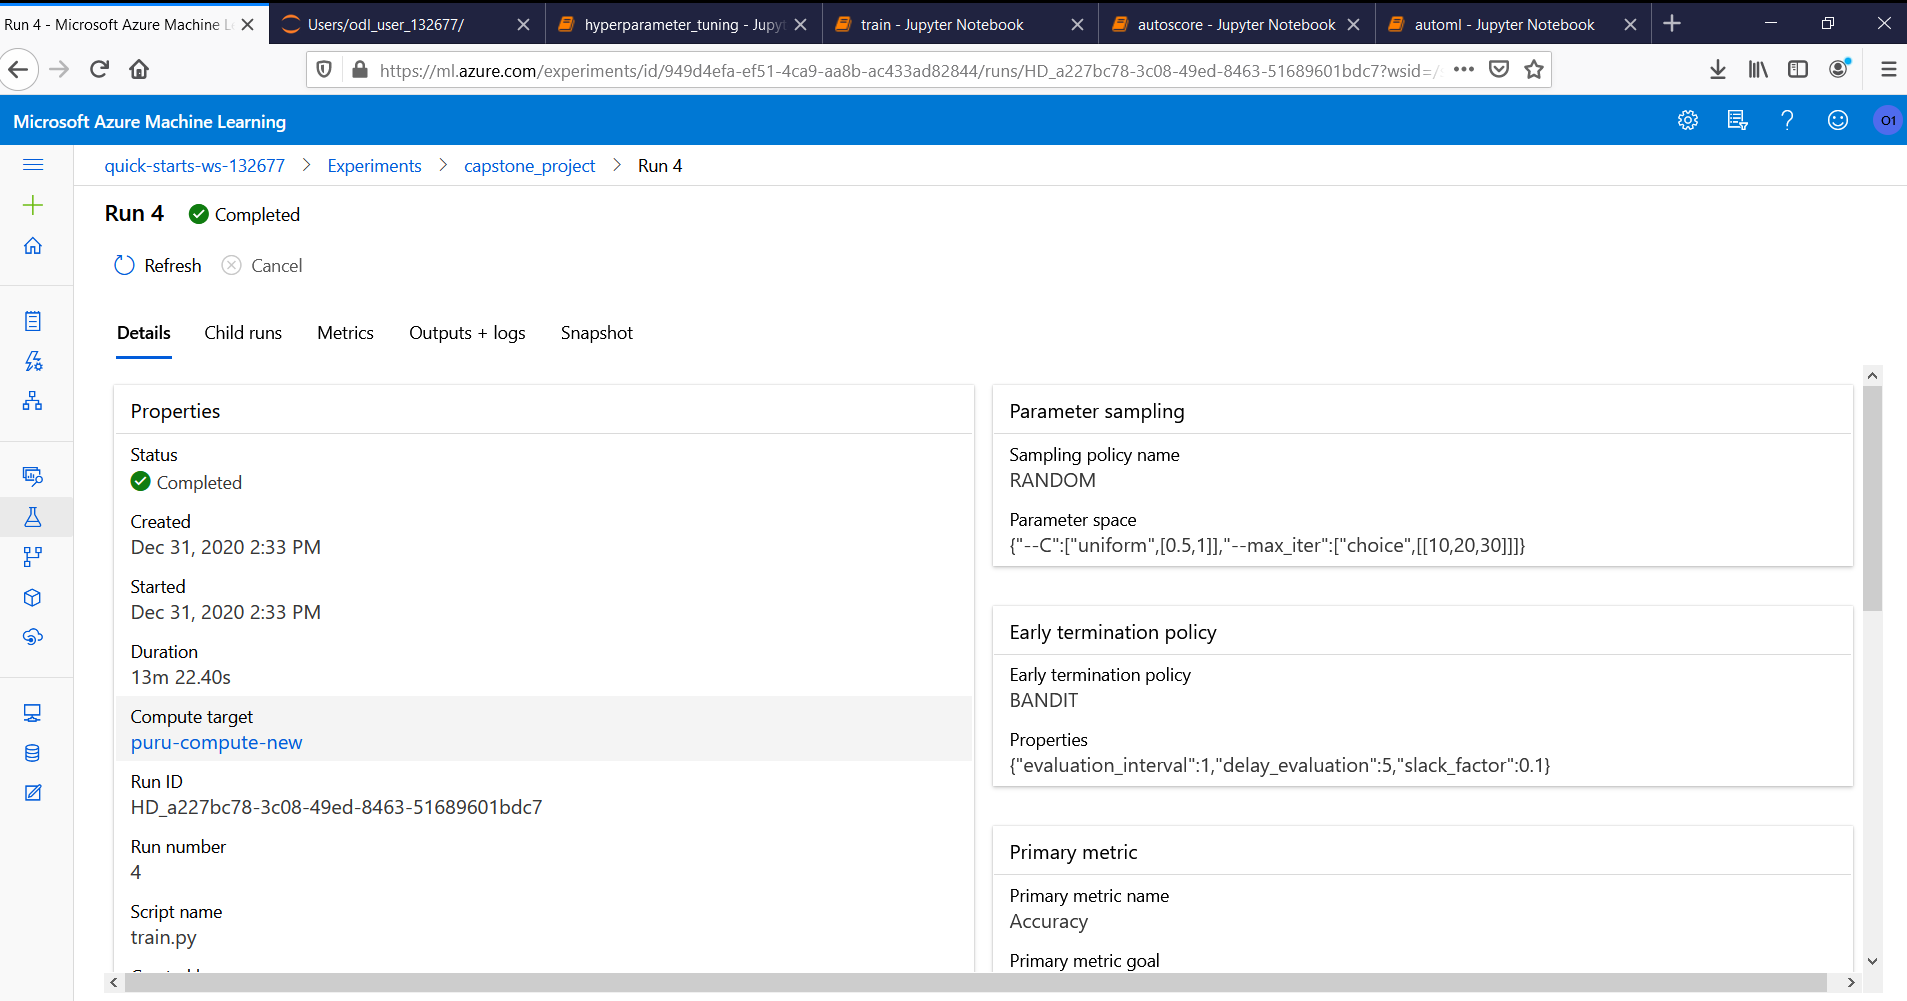 Run 4 - Microsoft Azure Machine L
Users/odl_user_132677/
hyperparameter_tuning - Jupy
train - Jupyter Notebook
autoscore - Jupyter Notebook
automl - Jupyter Notebook
https://ml.azure.com/experiments/id/949d4efa-ef51-4ca9-aa8b-ac433ad82844/runs/HD_a227bc78-3c08-49ed-8463-51689601bdc7?wsid=/
Microsoft Azure Machine Learning
O1
quick-starts-ws-132677 > Experiments > capstone_project > Run 4
Run 4 Completed
Refresh Cancel
Details Child runs Metrics Outputs + logs Snapshot
Properties
Status
Completed
Created
Dec 31, 2020 2:33 PM
Started
Dec 31, 2020 2:33 PM
Duration
13m 22.40s
Compute target
puru-compute-new
Run ID
HD_a227bc78-3c08-49ed-8463-51689601bdc7
Run number
4
Script name
train.py
Parameter sampling
Sampling policy name
RANDOM
Parameter space
{"--C":["uniform",[0.5,1]],"--max_iter":["choice",[[10,20,30]]]}
Early termination policy
Early termination policy
BANDIT
Properties
{"evaluation_interval":1,"delay_evaluation":5,"slack_factor":0.1}
Primary metric
Primary metric name
Accuracy
Primary metric goal